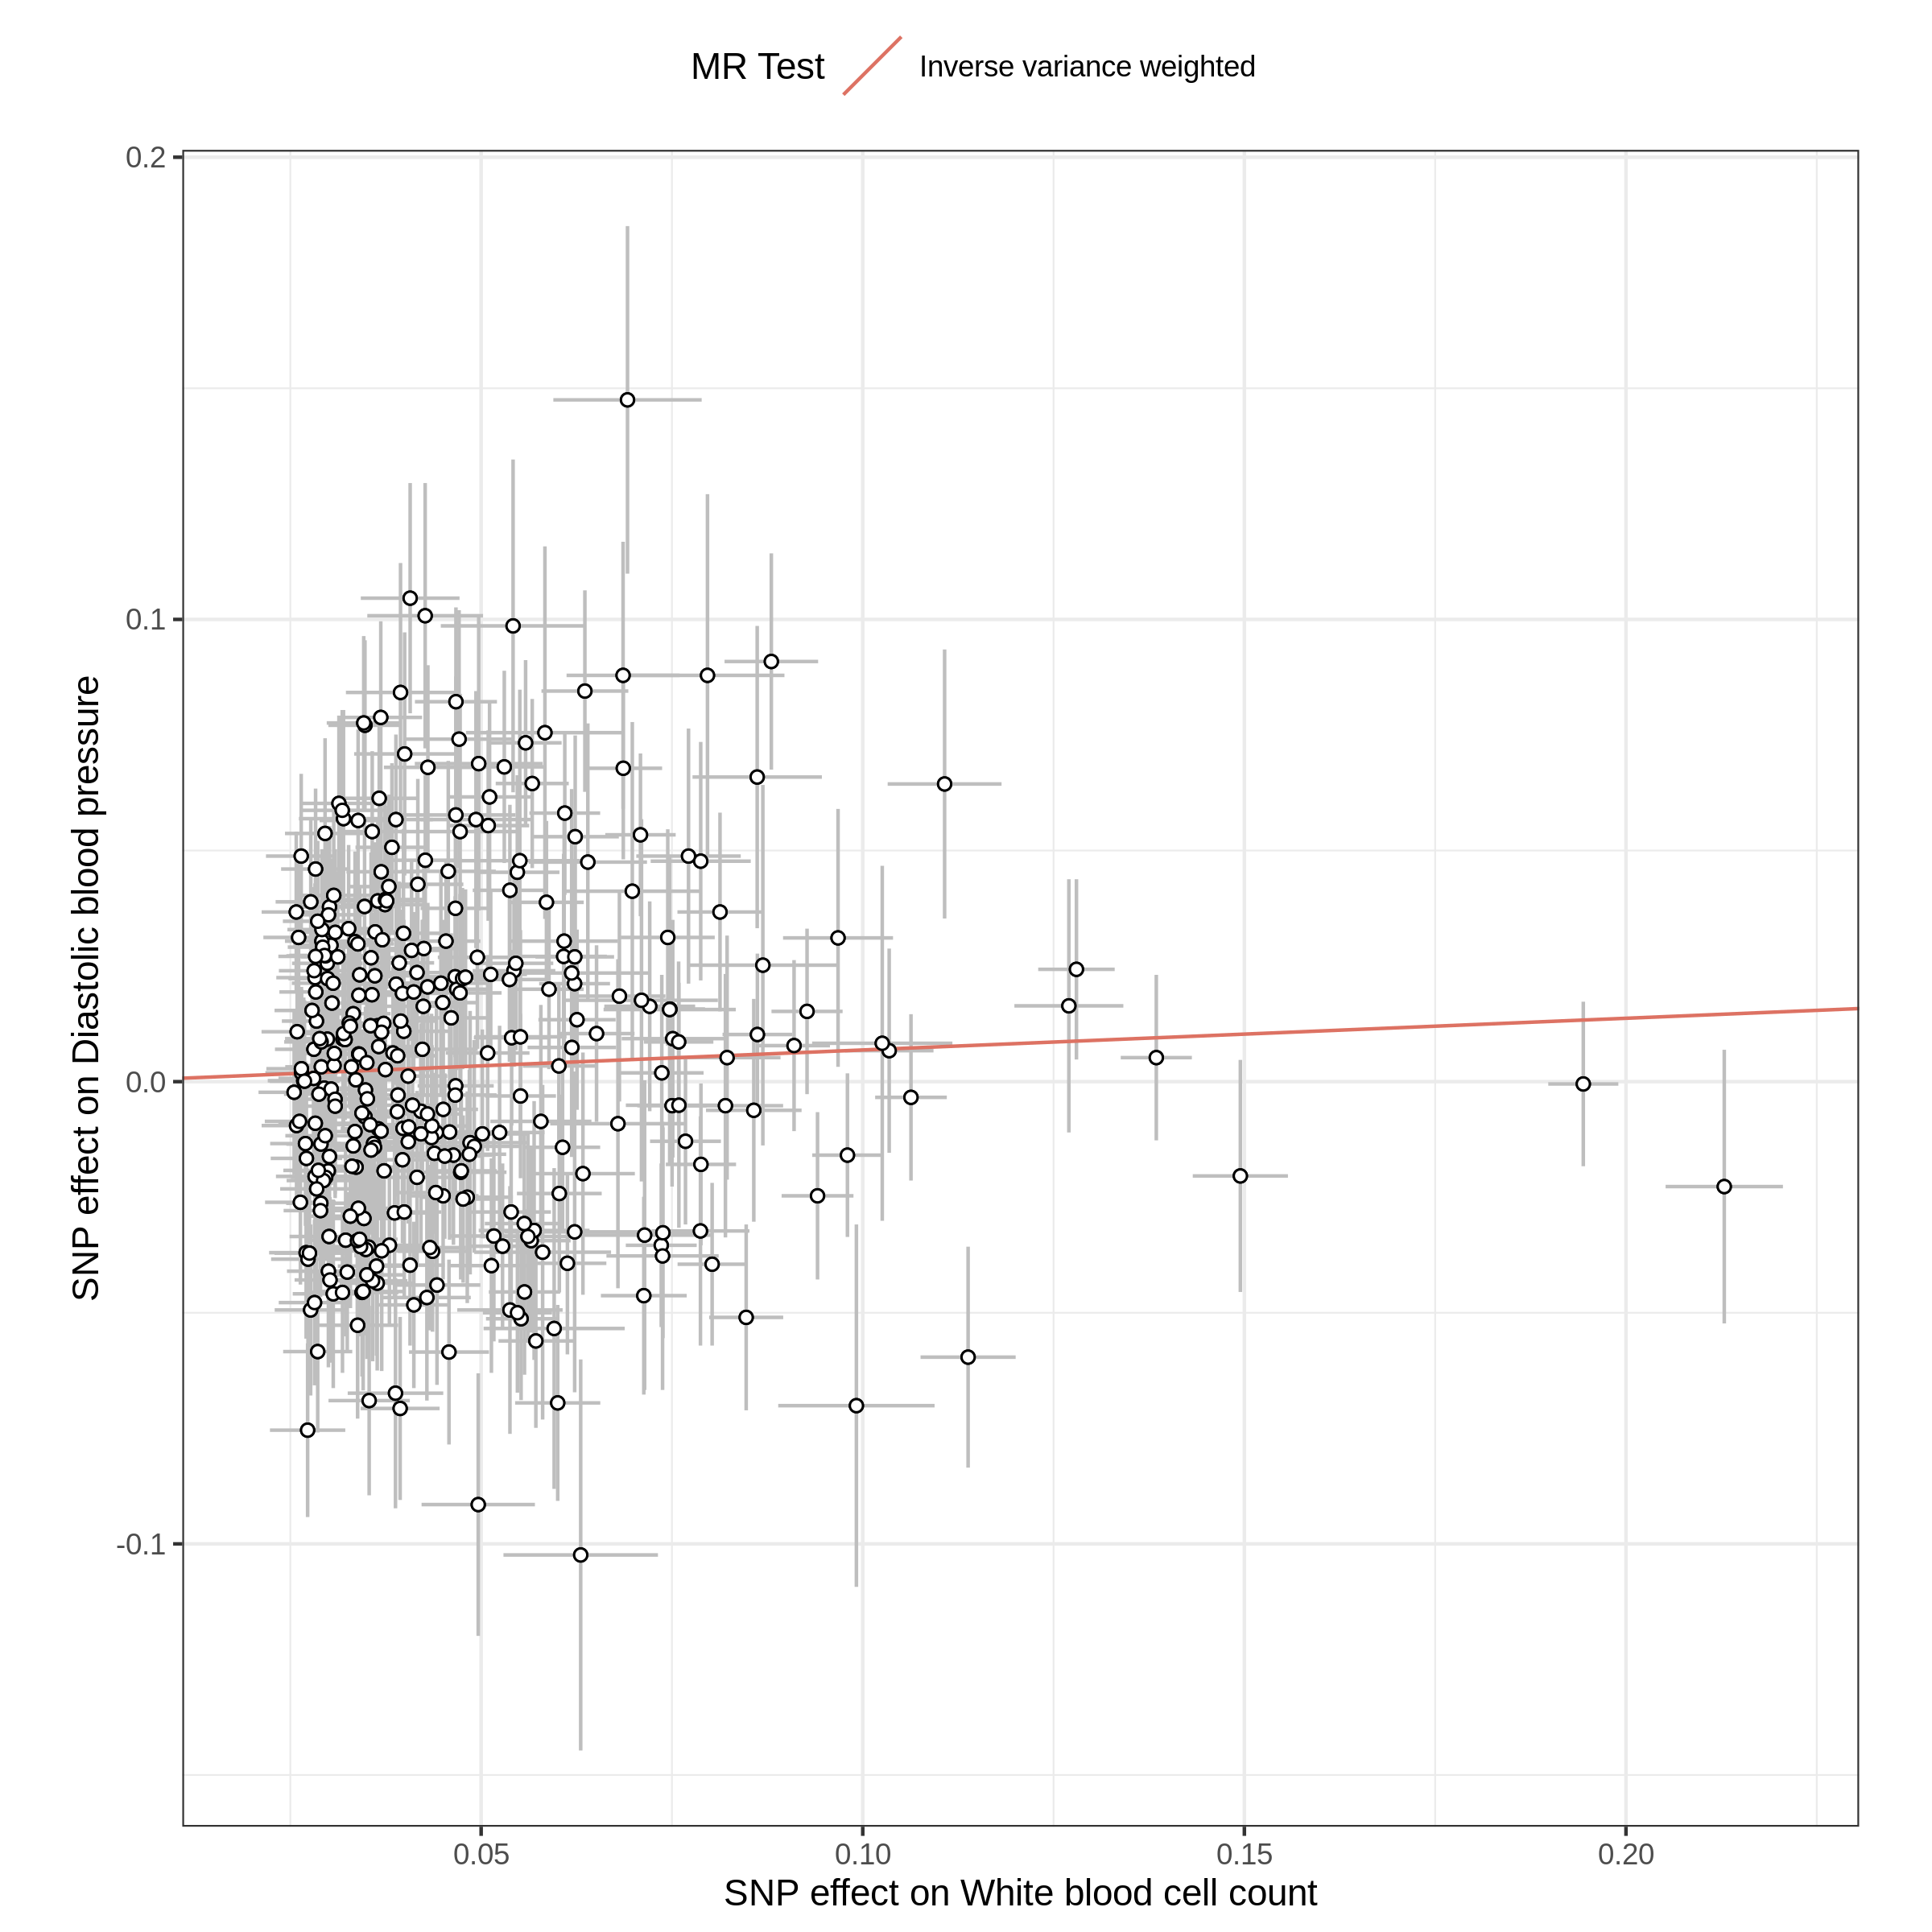 MR Test
Inverse variance weighted
SNP effect on Diastolic blood pressure
0.2
0.1
0.0
-0.1
0.05 0.10 0.15 0.20
SNP effect on White blood cell count